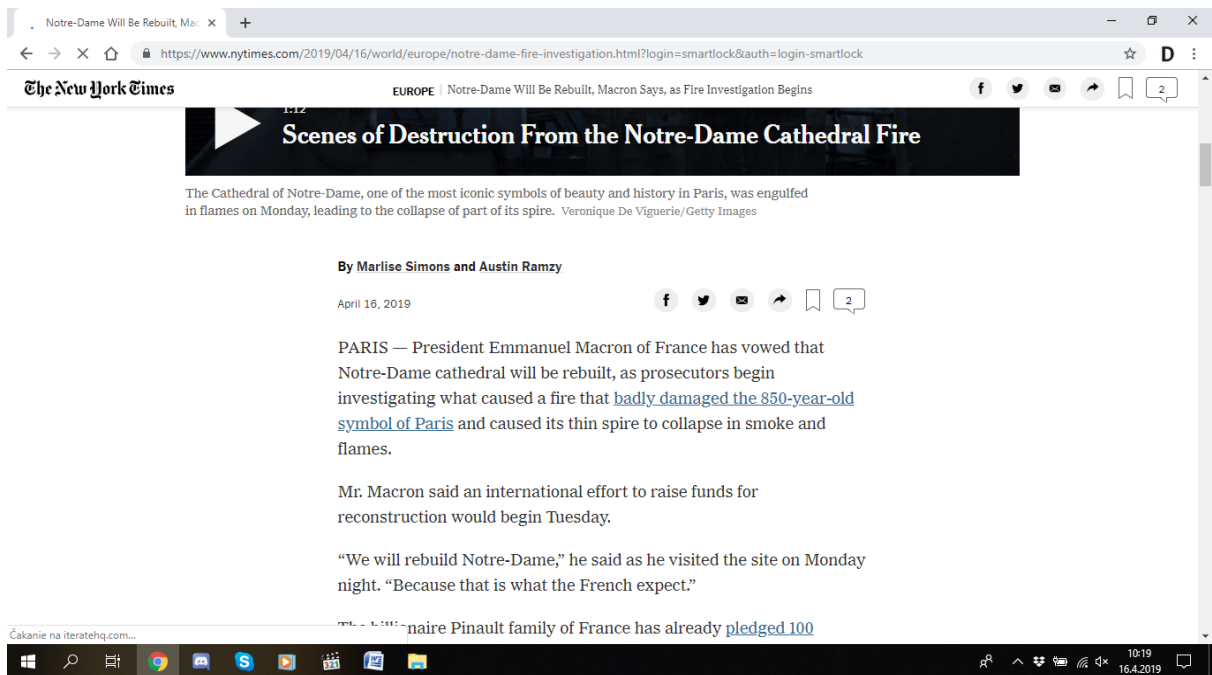 Notre-Dame Will Be Rebuilt, Mac
https://www.nytimes.com/2019/04/16/world/europe/notre-dame-fire-investigation.html?login=smartlock&auth=login-smartlock
D
The New York Times
EUROPE | Notre-Dame Will Be Rebuilt, Macron Says, as Fire Investigation Begins
2
1:12
Scenes of Destruction From the Notre-Dame Cathedral Fire
The Cathedral of Notre-Dame, one of the most iconic symbols of beauty and history in Paris, was engulfed
in flames on Monday, leading to the collapse of part of its spire. Veronique De Viguerie/Getty Images
By Marlise Simons and Austin Ramzy
April 16, 2019
2
PARIS — President Emmanuel Macron of France has vowed that
Notre-Dame cathedral will be rebuilt, as prosecutors begin
investigating what caused a fire that badly damaged the 850-year-old
symbol of Paris and caused its thin spire to collapse in smoke and
flames.
Mr. Macron said an international effort to raise funds for
reconstruction would begin Tuesday.
“We will rebuild Notre-Dame,” he said as he visited the site on Monday
night. “Because that is what the French expect.”
The billionaire Pinault family of France has already pledged 100
Čakanie na iteratehq.com...
10:19
16.4.2019